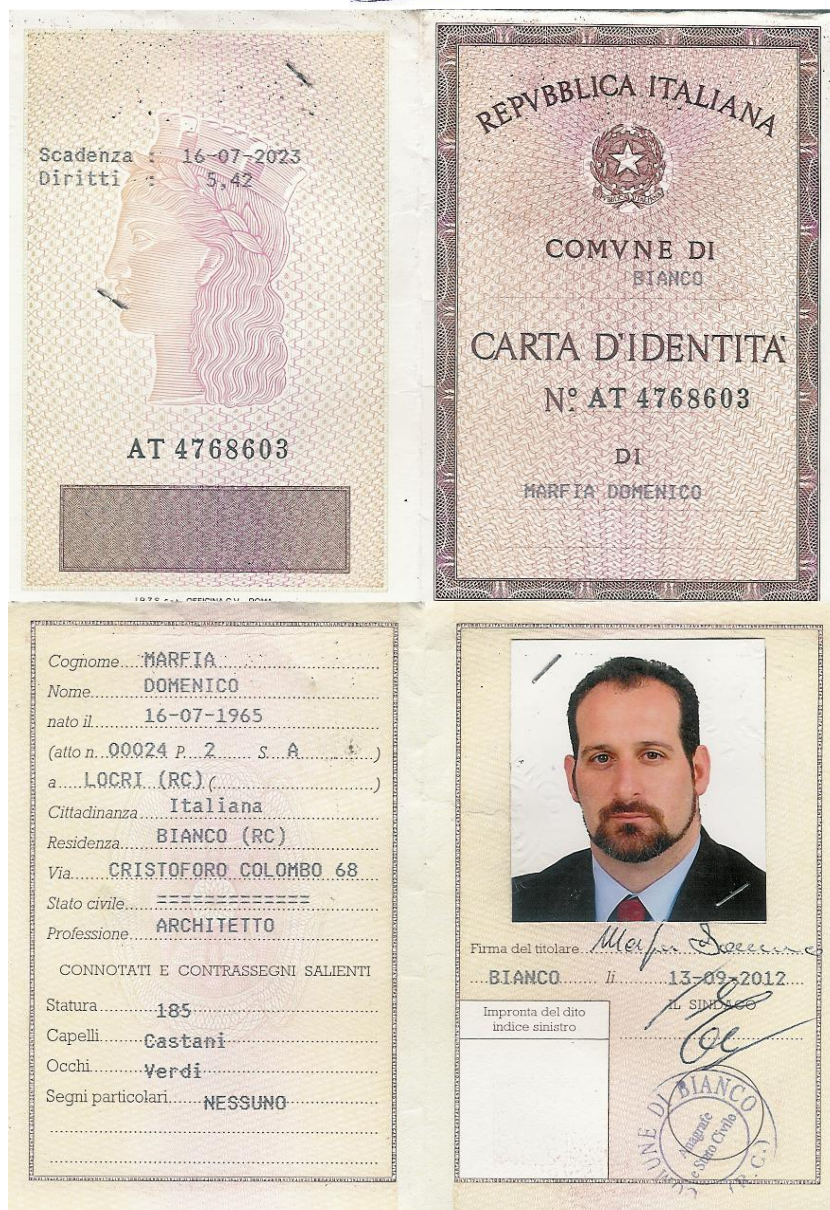 Scadenza : 16-07-2023
Diritti : 5,42
AT 4768603
REPVBBLICA ITALIANA
COMVNE DI
BIANCO
CARTA D'IDENTITA'
Nº AT 4768603
DI
MARFIA DOMENICO
Cognome MARFIA
Nome DOMENICO
nato il 16-07-1965
(atto n. 00024 P. 2 S. A )
a LOCRI (RC) ( )
Cittadinanza Italiana
Residenza BIANCO (RC)
Via CRISTOFORO COLOMBO 68
Stato civile =============
Professione ARCHITETTO
CONNOTATI E CONTRASSEGNI SALIENTI
Statura 185
Capelli Castani
Occhi Verdi
Segni particolari NESSUNO
Firma del titolare
BIANCO li 13-09-2012
IL SINDACO
Impronta del dito
indice sinistro
COMUNE DI BIANCO
Anagrafe
e Stato Civile